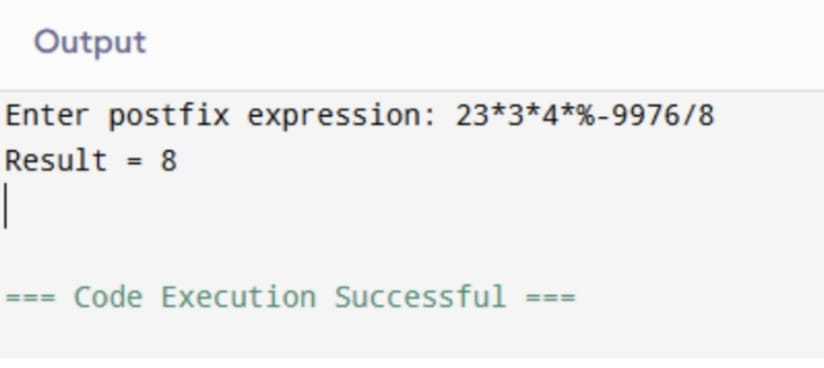 Output
Enter postfix expression: 23*3*4*%-9976/8
Result = 8
=== Code Execution Successful ===